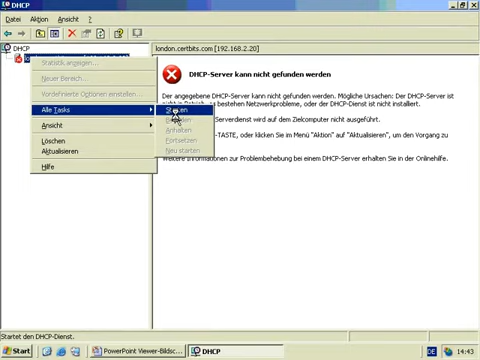 DHCP
Datei Aktion Ansicht ?
DHCP
london.certbits.com [192.168.2.20]
Statistik anzeigen...
Neuer Bereich...
Vordefinierte Optionen einstellen...
Alle Tasks
Ansicht
Löschen
Aktualisieren
Hilfe
Anhalten
Fortsetzen
Neu starten
DHCP-Server kann nicht gefunden werden
Der angegebene DHCP-Server kann nicht gefunden werden. Mögliche Ursachen: Der DHCP-Server ist
nicht in Betrieb, es bestehen Netzwerkprobleme, oder der DHCP-Dienst ist nicht installiert.
serverdienst wird auf dem Zielcomputer nicht ausgeführt.
-TASTE, oder klicken Sie im Menü "Aktion" auf "Aktualisieren", um den Vorgang zu
Weitere Informationen zur Problembehebung bei einem DHCP-Server erhalten Sie in der Onlinehilfe.
Startet den DHCP-Dienst.
Start
PowerPoint Viewer-Bildsc...
DHCP
DE
14:43